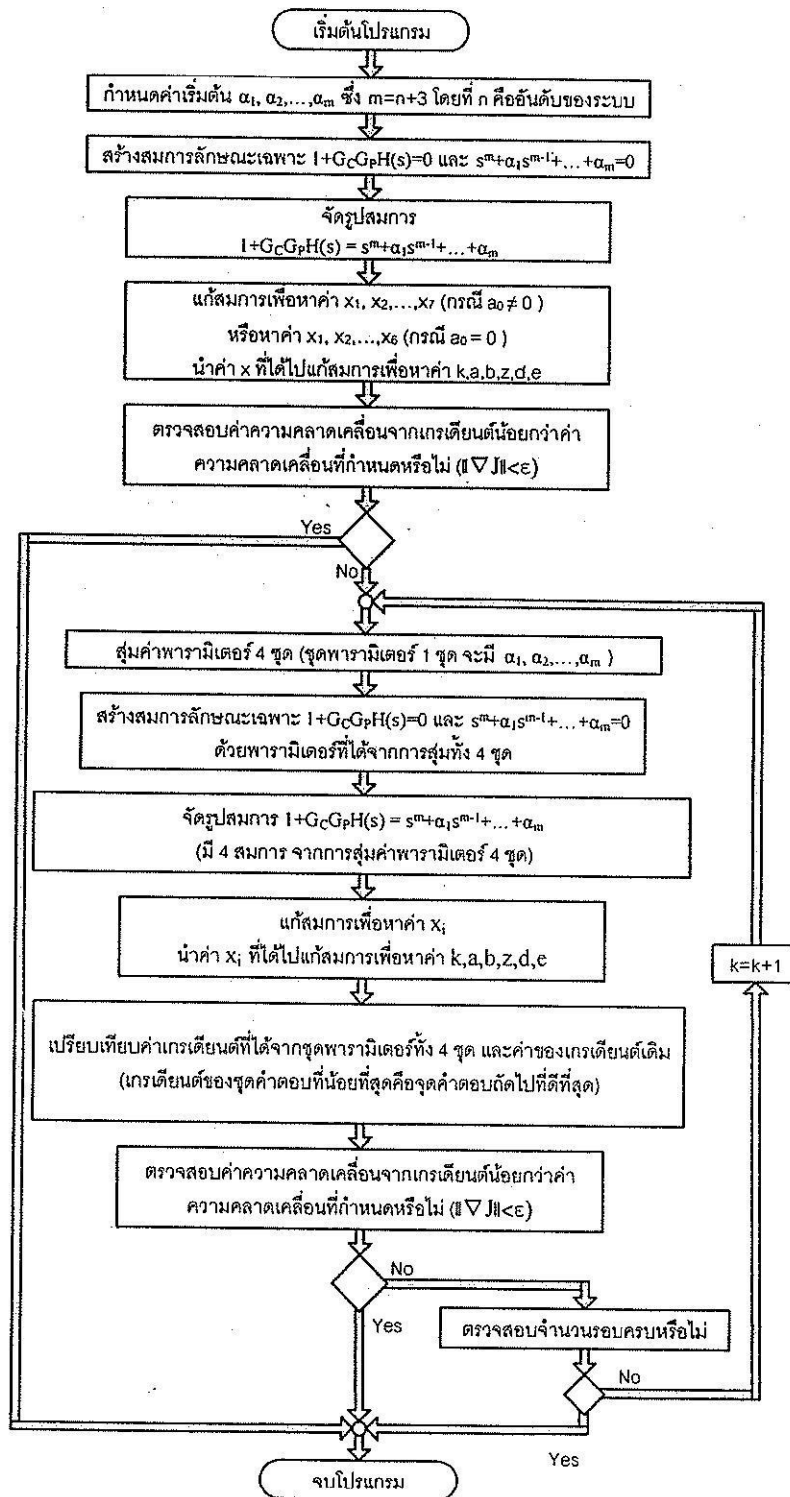 เริ่มต้นโปรแกรม
กำหนดค่าเริ่มต้น α₁, α₂,...,αₘ ซึ่ง m=n+3 โดยที่ n คืออันดับของระบบ
สร้างสมการลักษณะเฉพาะ 1+G_CG_PH(s)=0 และ sᵐ+α₁sᵐ⁻¹+...+αₘ=0
จัดรูปสมการ
1+G_CG_PH(s) = sᵐ+α₁sᵐ⁻¹+...+αₘ
แก้สมการเพื่อหาค่า x₁, x₂,...,x₇ (กรณี a₀ ≠ 0 )
หรือหาค่า x₁, x₂,...,x₆ (กรณี a₀ = 0 )
นำค่า x ที่ได้ไปแก้สมการเพื่อหาค่า k,a,b,z,d,e
ตรวจสอบค่าความคลาดเคลื่อนจากเกรเดียนต์น้อยกว่าค่า
ความคลาดเคลื่อนที่กำหนดหรือไม่ (‖∇J‖<ε)
Yes
No
สุ่มค่าพารามิเตอร์ 4 ชุด (ชุดพารามิเตอร์ 1 ชุด จะมี α₁, α₂,...,αₘ )
สร้างสมการลักษณะเฉพาะ 1+G_CG_PH(s)=0 และ sᵐ+α₁sᵐ⁻¹+...+αₘ=0
ด้วยพารามิเตอร์ที่ได้จากการสุ่มทั้ง 4 ชุด
จัดรูปสมการ 1+G_CG_PH(s) = sᵐ+α₁sᵐ⁻¹+...+αₘ
(มี 4 สมการ จากการสุ่มค่าพารามิเตอร์ 4 ชุด)
แก้สมการเพื่อหาค่า xᵢ
นำค่า xᵢ ที่ได้ไปแก้สมการเพื่อหาค่า k,a,b,z,d,e
k=k+1
เปรียบเทียบค่าเกรเดียนต์ที่ได้จากชุดพารามิเตอร์ทั้ง 4 ชุด และค่าของเกรเดียนต์เดิม
(เกรเดียนต์ของชุดคำตอบที่น้อยที่สุดคือจุดคำตอบถัดไปที่ดีที่สุด)
ตรวจสอบค่าความคลาดเคลื่อนจากเกรเดียนต์น้อยกว่าค่า
ความคลาดเคลื่อนที่กำหนดหรือไม่ (‖∇J‖<ε)
No
Yes
ตรวจสอบจำนวนรอบครบหรือไม่
No
Yes
จบโปรแกรม